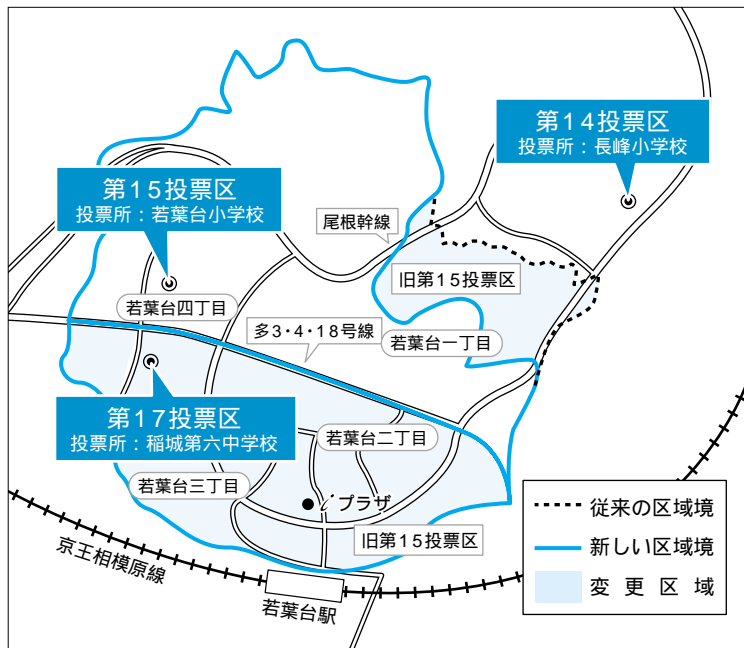 第14投票区
投票所：長峰小学校
第15投票区
投票所：若葉台小学校
尾根幹線
旧第15投票区
若葉台四丁目
多3・4・18号線
若葉台一丁目
第17投票区
投票所：稲城第六中学校
若葉台二丁目
若葉台三丁目
iプラザ
旧第15投票区
京王相模原線
若葉台駅
従来の区域境
新しい区域境
変更区域